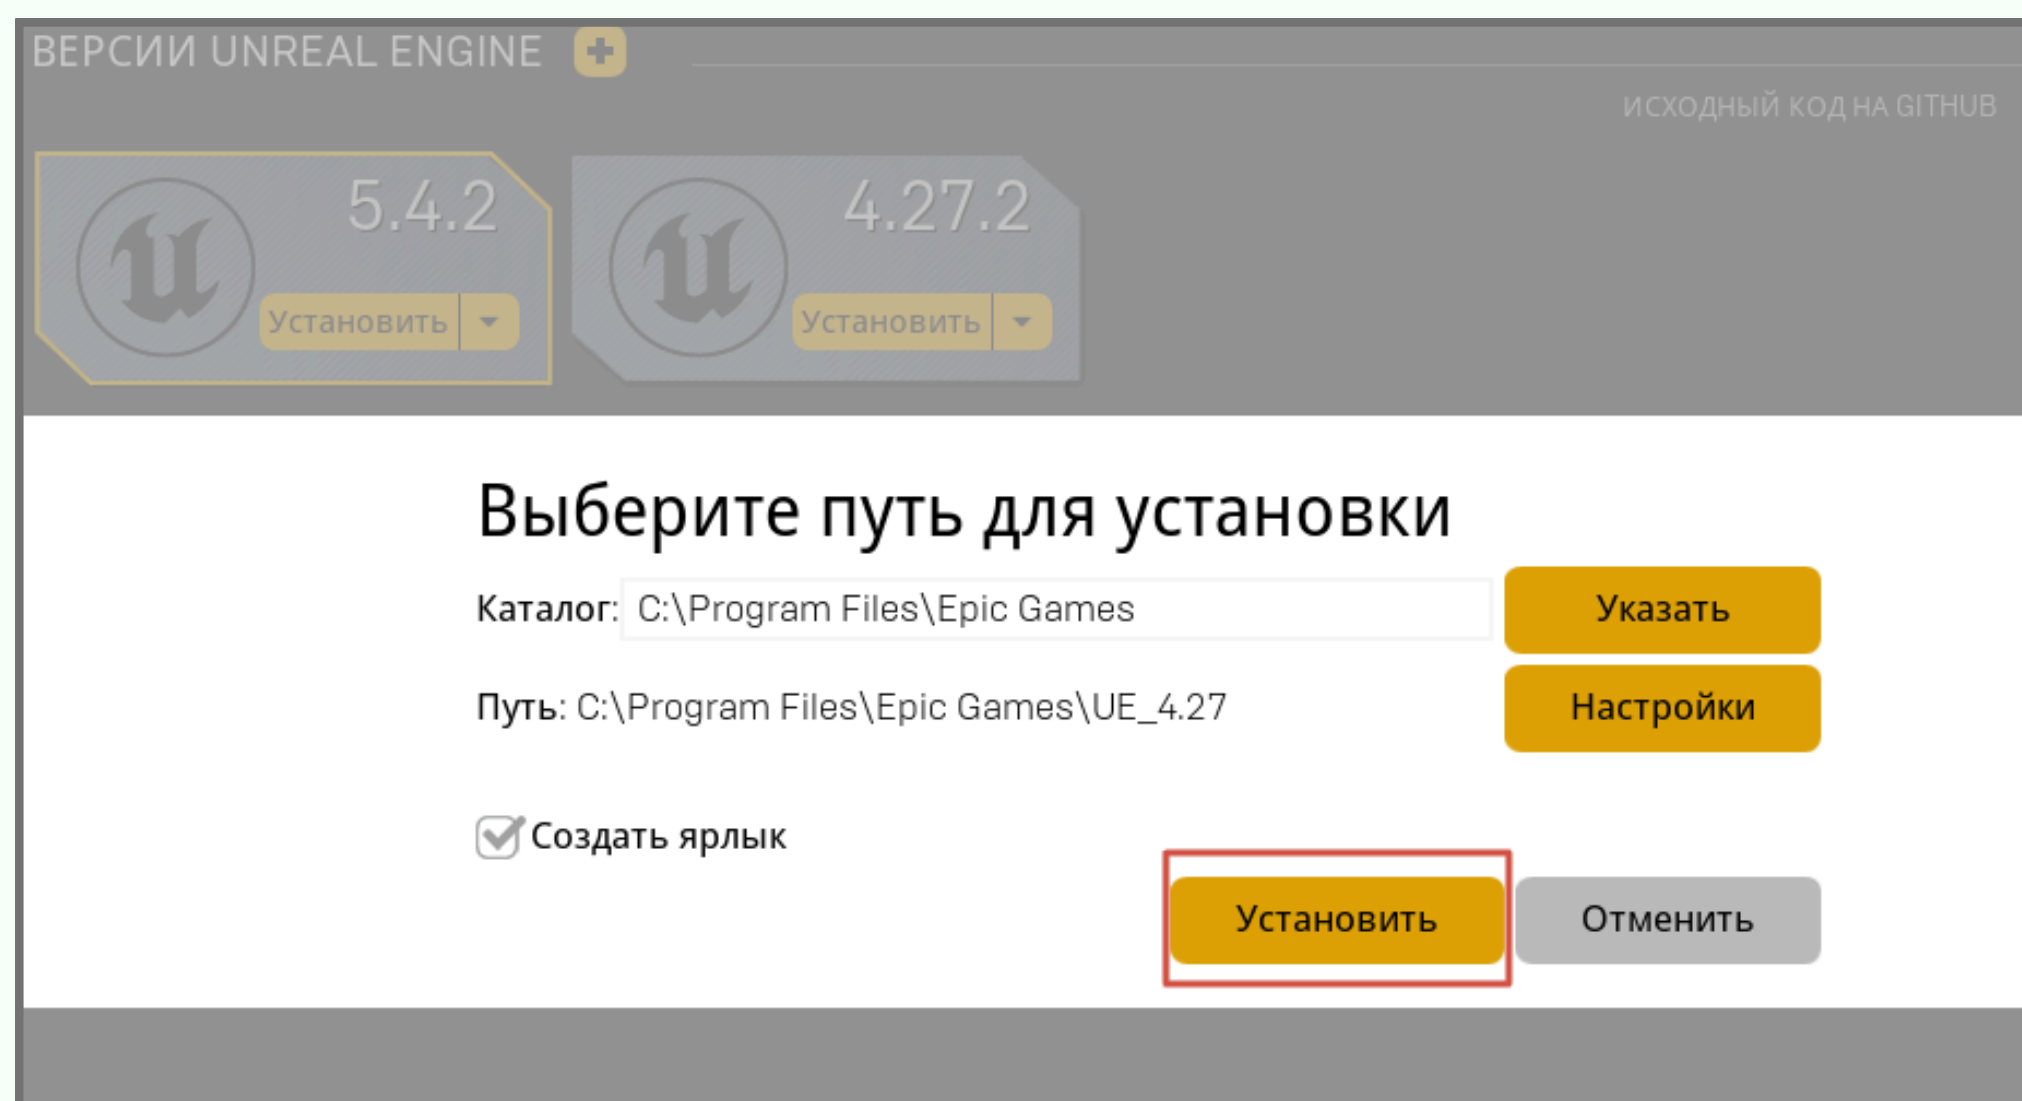 ВЕРСИИ UNREAL ENGINE
ИСХОДНЫЙ КОД НА GITHUB
5.4.2
Установить
4.27.2
Установить
Выберите путь для установки
Каталог: C:\Program Files\Epic Games
Указать
Путь: C:\Program Files\Epic Games\UE_4.27
Настройки
Создать ярлык
Установить
Отменить